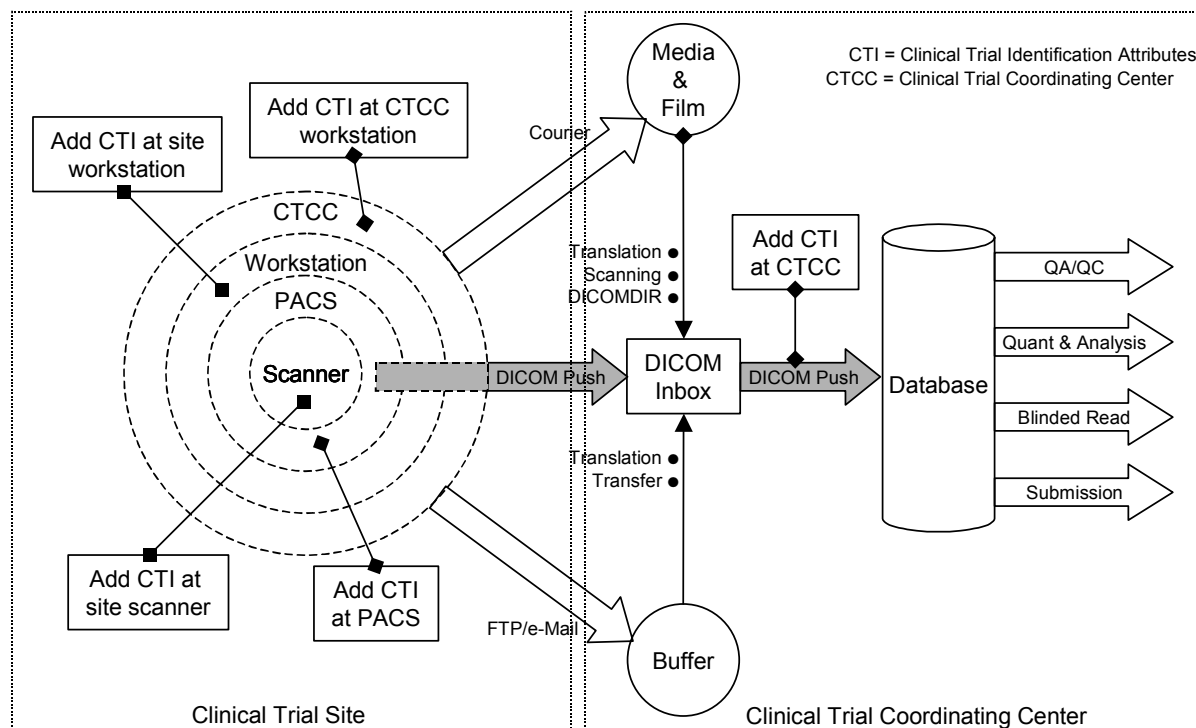 CTI = Clinical Trial Identification Attributes
CTCC = Clinical Trial Coordinating Center
Media
&
Film
Add CTI at CTCC
workstation
Add CTI at site
workstation
Courier
CTCC
Workstation
PACS
Scanner
Translation
Scanning
DICOMDIR
Add CTI
at CTCC
DICOM Push
DICOM
Inbox
DICOM Push
Database
QA/QC
Quant & Analysis
Blinded Read
Submission
Translation
Transfer
Add CTI at
site scanner
Add CTI
at PACS
FTP/e-Mail
Buffer
Clinical Trial Site
Clinical Trial Coordinating Center